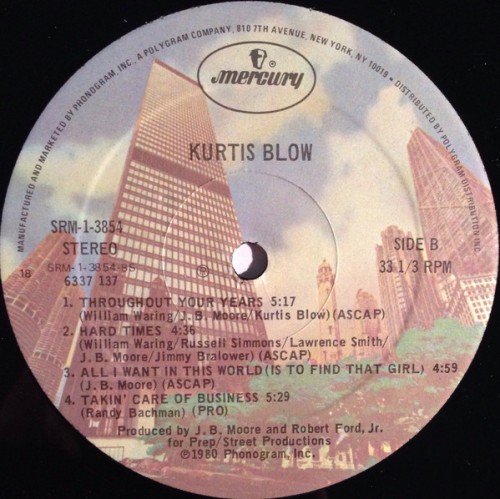 MANUFACTURED AND MARKETED BY PHONOGRAM, INC., A POLYGRAM COMPANY, 810 7TH AVENUE, NEW YORK, NY 10019 • DISTRIBUTED BY POLYGRAM DISTRIBUTION, INC.
mercury ®
KURTIS BLOW
SRM-1-3854
STEREO
SRM-1-3854-BS
18
6337 137
SIDE B
33 1/3 RPM
℗
1. THROUGHOUT YOUR YEARS 5:17
(William Waring/J.B. Moore/Kurtis Blow) (ASCAP)
2. HARD TIMES 4:36
(William Waring/Russell Simmons/Lawrence Smith/
J.B. Moore/Jimmy Bralower) (ASCAP)
3. ALL I WANT IN THIS WORLD (IS TO FIND THAT GIRL) 4:59
(J.B. Moore) (ASCAP)
4. TAKIN' CARE OF BUSINESS 5:29
(Randy Bachman) (PRO)
Produced by J.B. Moore and Robert Ford, Jr.
for Prep/Street Productions
℗1980 Phonogram, Inc.